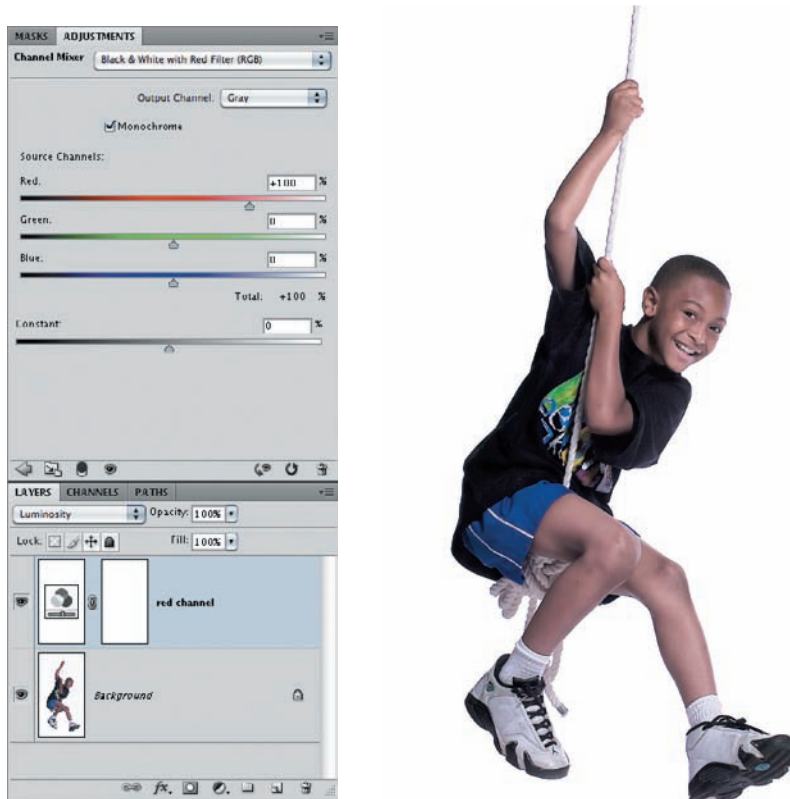 MASKS ADJUSTMENTS
Channel Mixer Black & White with Red Filter (RGB)
Output Channel: Gray
Monochrome
Source Channels:
Red: +100 %
Green: 0 %
Blue: 0 %
Total: +100 %
Constant: 0 %
LAYERS CHANNELS PATHS
Luminosity Opacity: 100%
Lock: Fill: 100%
red channel
Background
fx.